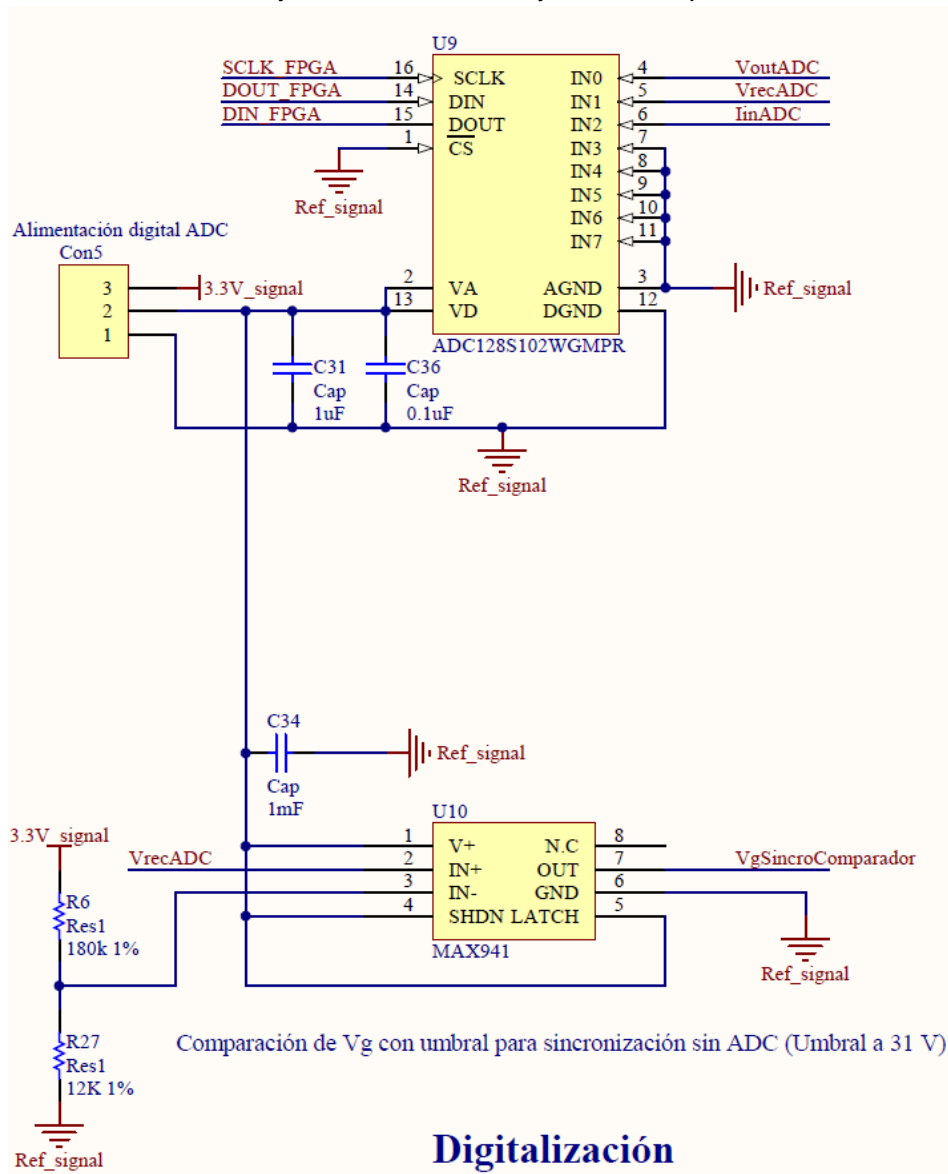 U9
SCLK_FPGA 16 SCLK IN0 4 VoutADC
DOUT_FPGA 14 DIN IN1 5 VrecADC
DIN_FPGA 15 DOUT IN2 6 IinADC
1 CS IN3 7
IN4 8
Ref_signal IN5 9
IN6 10
IN7 11
Alimentación digital ADC
Con5
3 3.3V_signal 2 VA AGND 3 Ref_signal
2 13 VD DGND 12
1
ADC128S102WGMPR
C31 C36
Cap Cap
1uF 0.1uF
Ref_signal
C34
Ref_signal
Cap
1mF
U10
3.3V_signal
1 V+ N.C 8
VrecADC 2 IN+ OUT 7 VgSincroComparador
3 IN- GND 6
4 SHDN LATCH 5
R6
Res1
180k 1%
MAX941
Ref_signal
R27
Res1
12K 1%
Comparación de Vg con umbral para sincronización sin ADC (Umbral a 31 V)
Ref_signal
Digitalización